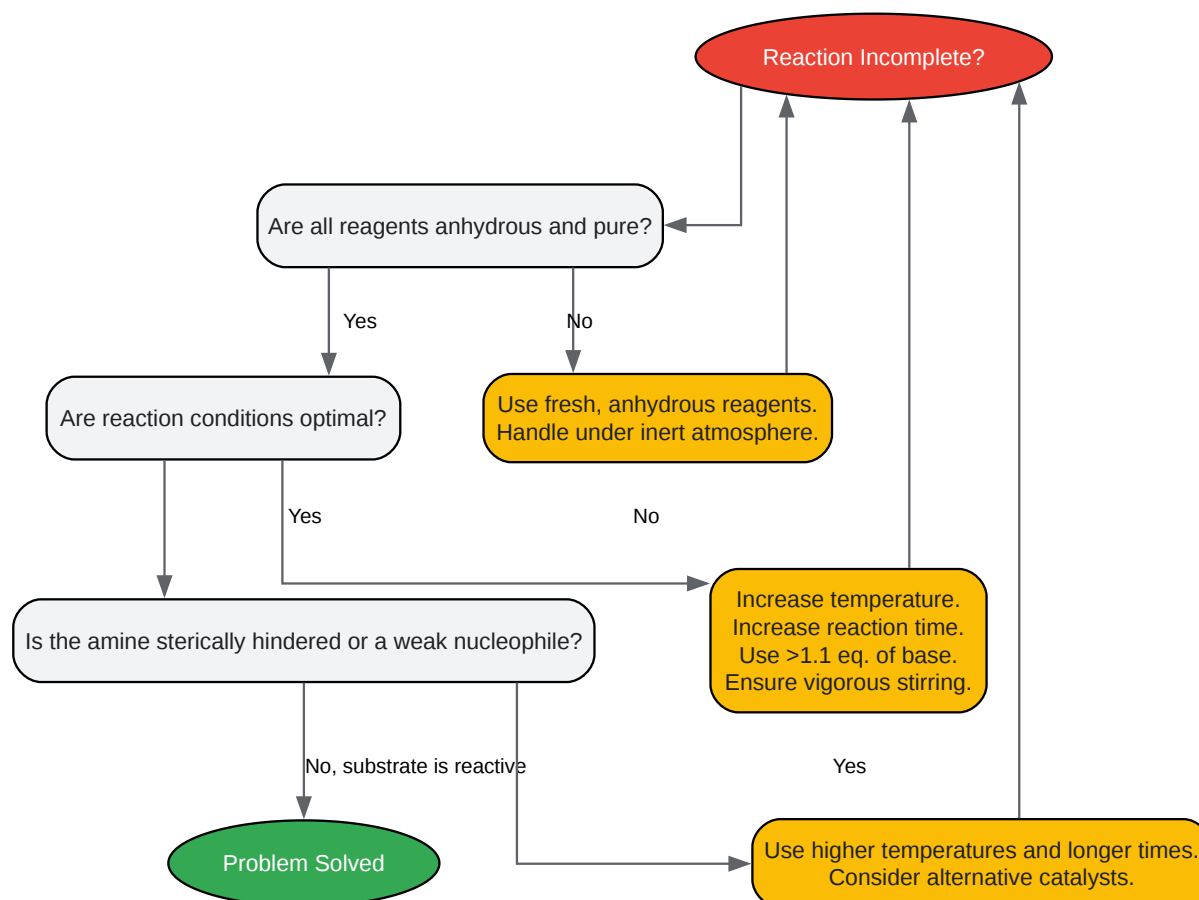 Reaction Incomplete?
Are all reagents anhydrous and pure?
Yes
No
Are reaction conditions optimal?
Use fresh, anhydrous reagents.
Handle under inert atmosphere.
Yes
No
Increase temperature.
Increase reaction time.
Use >1.1 eq. of base.
Ensure vigorous stirring.
Is the amine sterically hindered or a weak nucleophile?
No, substrate is reactive
Yes
Problem Solved
Use higher temperatures and longer times.
Consider alternative catalysts.